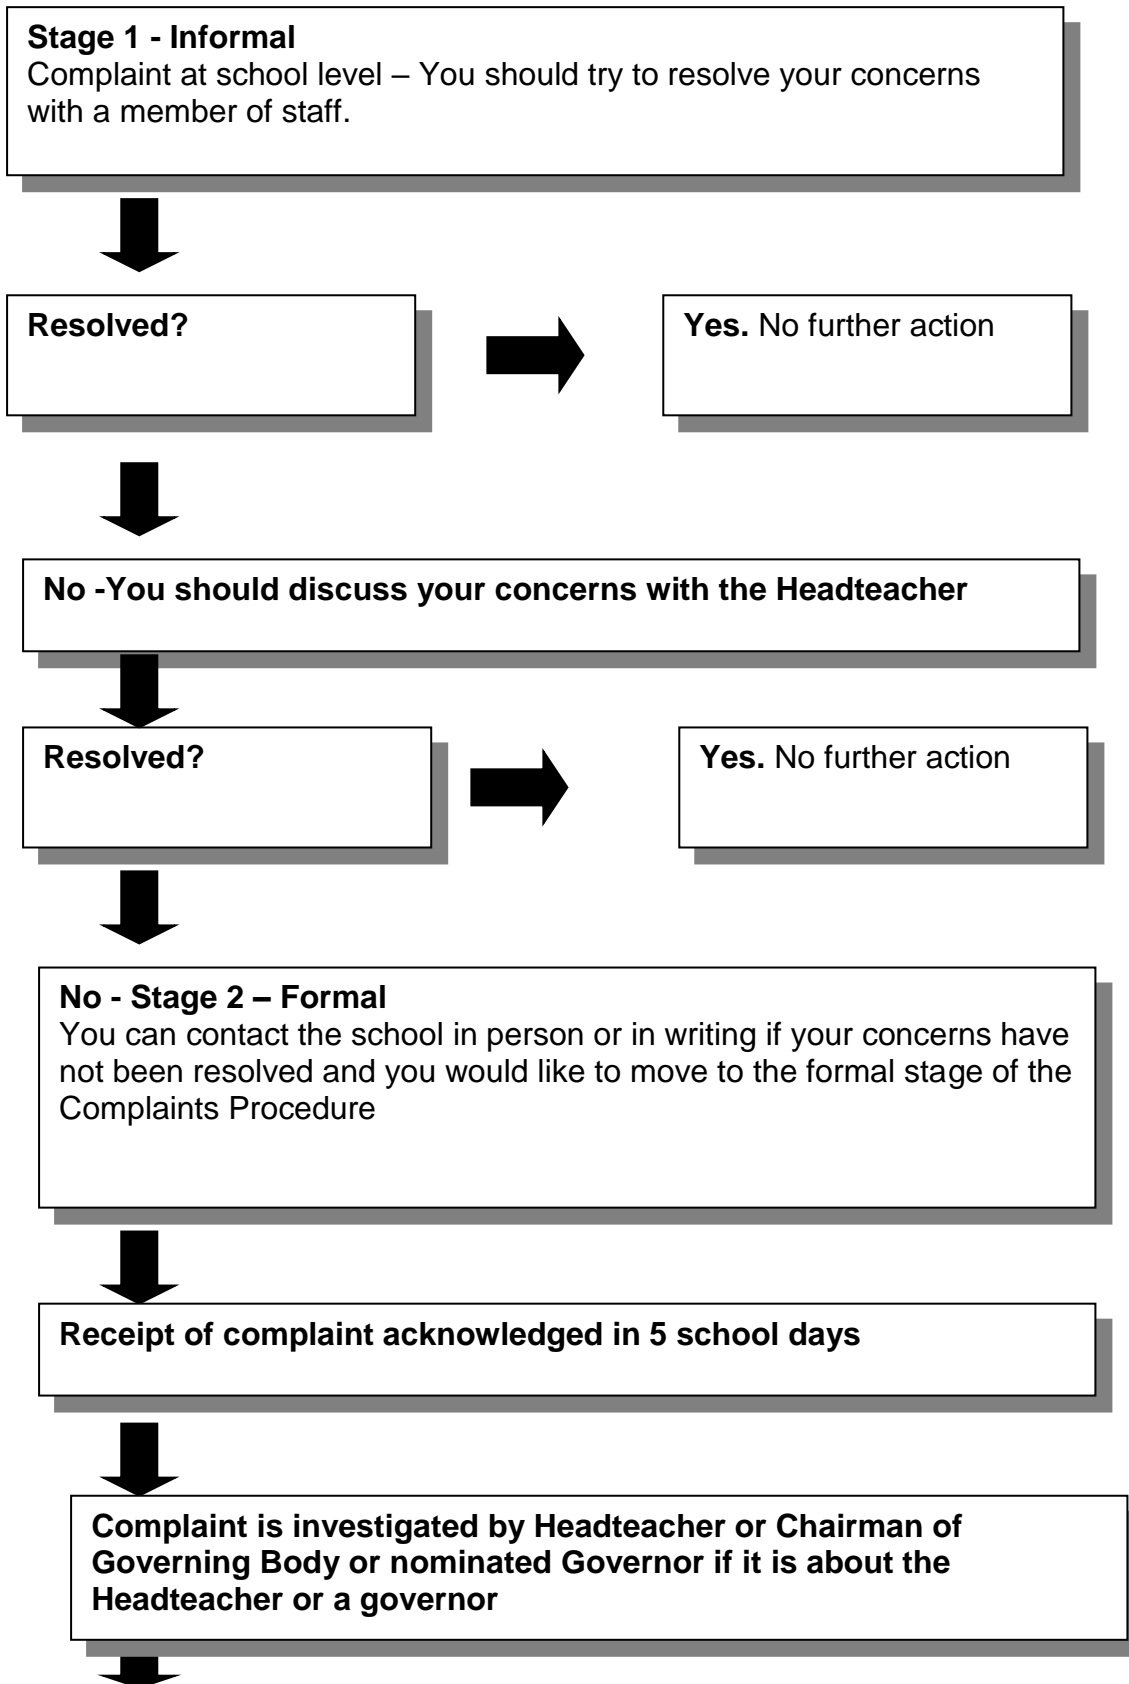 Stage 1 - Informal
Complaint at school level – You should try to resolve your concerns
with a member of staff.
Resolved?
Yes. No further action
No -You should discuss your concerns with the Headteacher
Resolved?
Yes. No further action
No - Stage 2 – Formal
You can contact the school in person or in writing if your concerns have
not been resolved and you would like to move to the formal stage of the
Complaints Procedure
Receipt of complaint acknowledged in 5 school days
Complaint is investigated by Headteacher or Chairman of
Governing Body or nominated Governor if it is about the
Headteacher or a governor